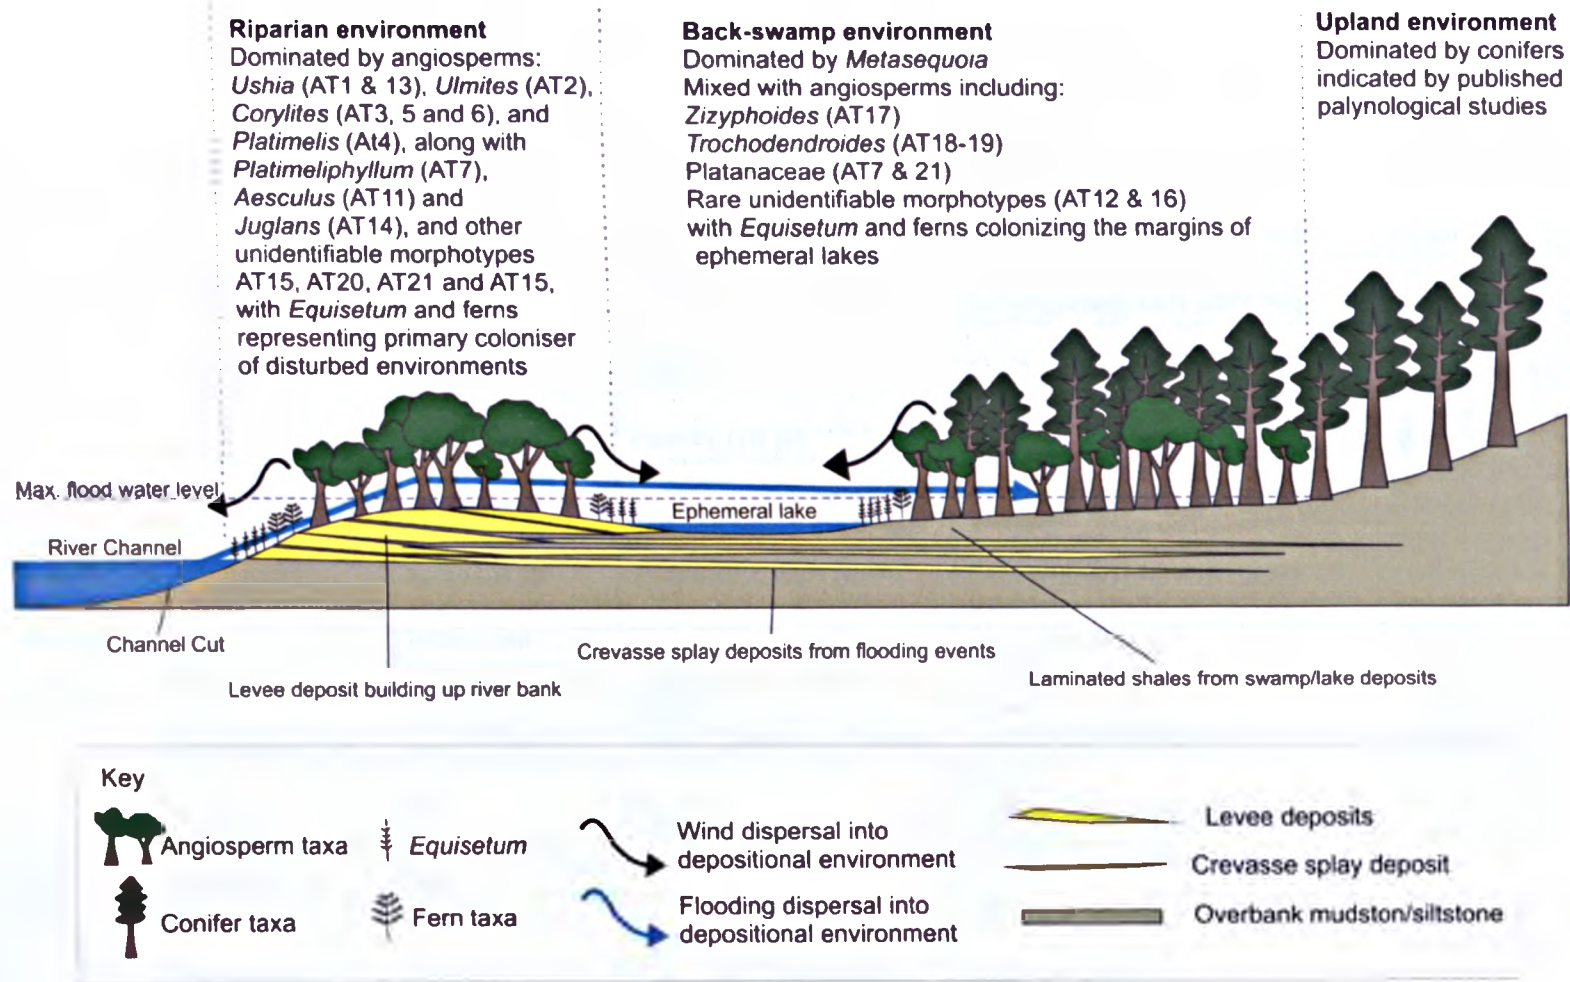 Riparian environment
Dominated by angiosperms:
Ushia (AT1 & 13), Ulmites (AT2),
Corylites (AT3, 5 and 6), and
Platimelis (At4), along with
Platimeliphyllum (AT7),
Aesculus (AT11) and
Juglans (AT14), and other
unidentifiable morphotypes
AT15, AT20, AT21 and AT15,
with Equisetum and ferns
representing primary coloniser
of disturbed environments
Back-swamp environment
Dominated by Metasequoia
Mixed with angiosperms including:
Zizyphoides (AT17)
Trochodendroides (AT18-19)
Platanaceae (AT7 & 21)
Rare unidentifiable morphotypes (AT12 & 16)
with Equisetum and ferns colonizing the margins of
ephemeral lakes
Upland environment
Dominated by conifers
indicated by published
palynological studies
Max. flood water level
River Channel
Ephemeral lake
Channel Cut
Levee deposit building up river bank
Crevasse splay deposits from flooding events
Laminated shales from swamp/lake deposits
Key
Angiosperm taxa
Equisetum
Wind dispersal into
depositional environment
Levee deposits
Crevasse splay deposit
Conifer taxa
Fern taxa
Flooding dispersal into
depositional environment
Overbank mudston/siltstone